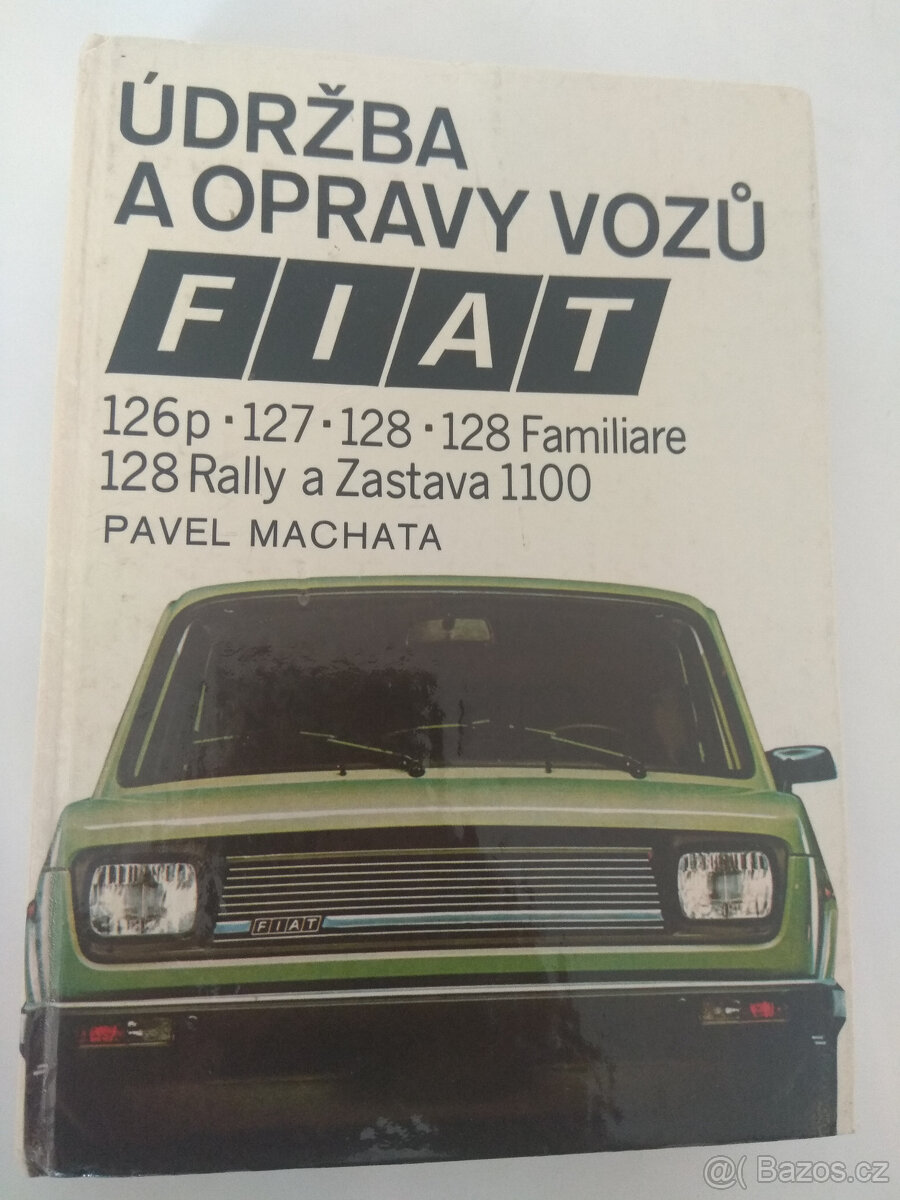 ÚDRŽBA
A OPRAVY VOZŮ
FIAT
126p · 127 · 128 · 128 Familiare
128 Rally a Zastava 1100
PAVEL MACHATA
FIAT
@( Bazos.cz